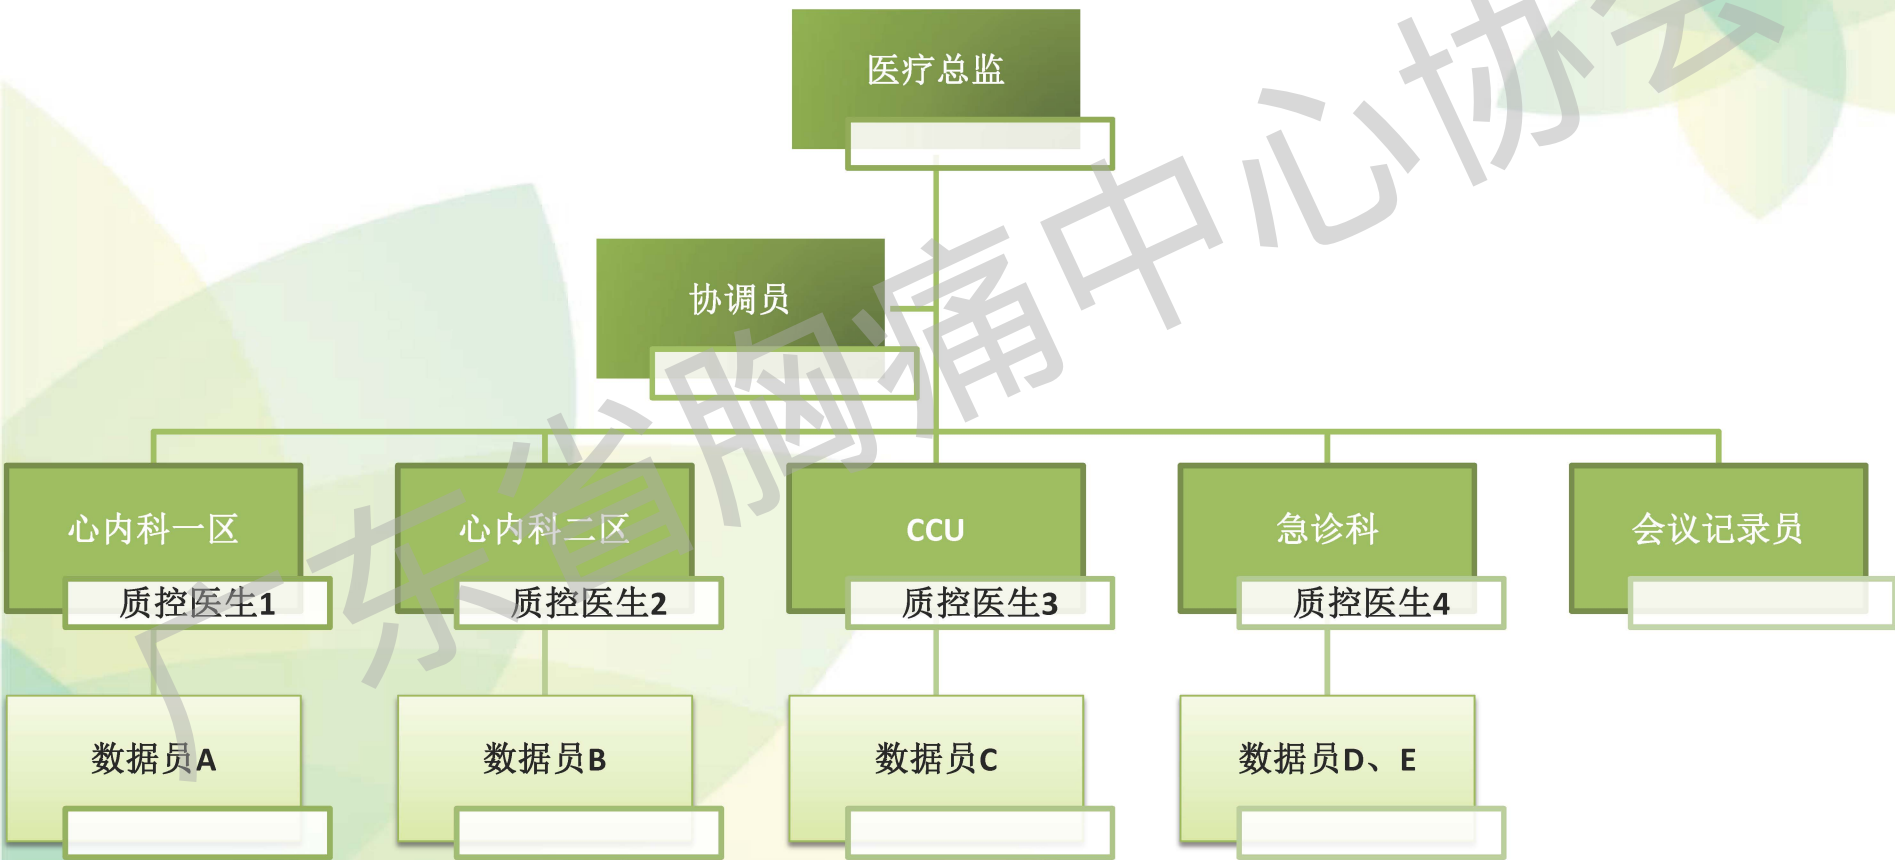 医疗总监
协调员
心内科一区
心内科二区
CCU
急诊科
会议记录员
质控医生1
质控医生2
质控医生3
质控医生4
数据员A
数据员B
数据员C
数据员D、E
广东省胸痛中心协会